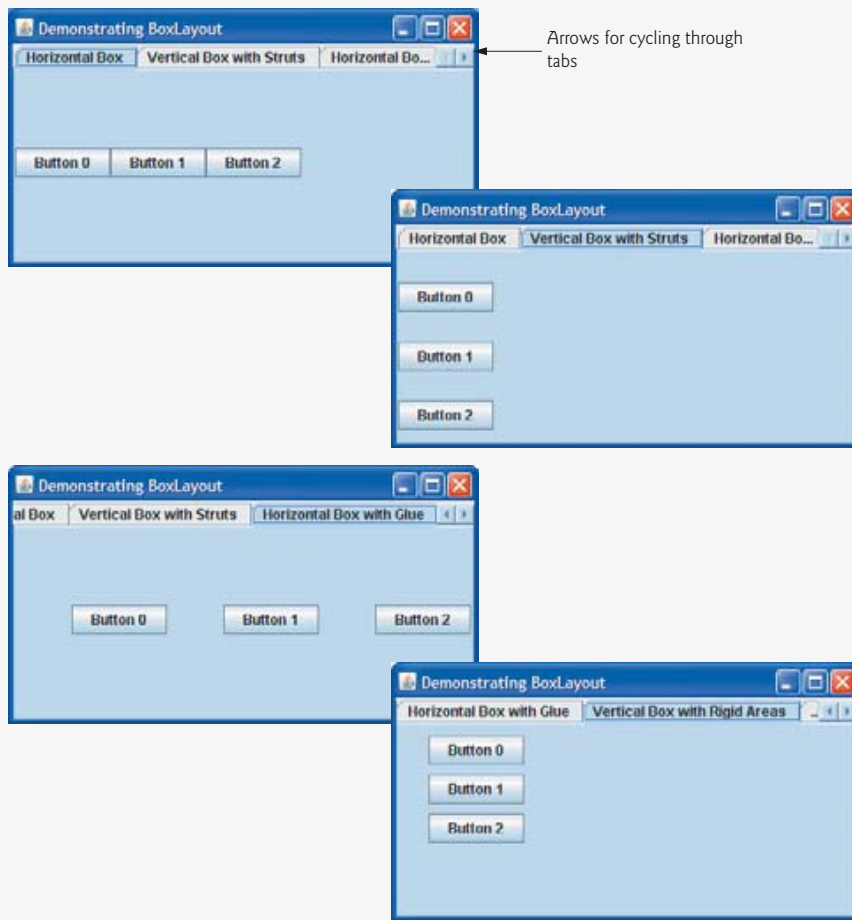 Demonstrating BoxLayout
Horizontal Box Vertical Box with Struts Horizontal Bo...
Arrows for cycling through
tabs
Button 0 Button 1 Button 2
Demonstrating BoxLayout
Horizontal Box Vertical Box with Struts Horizontal Bo...
Button 0
Button 1
Button 2
Demonstrating BoxLayout
al Box Vertical Box with Struts Horizontal Box with Glue
Button 0 Button 1 Button 2
Demonstrating BoxLayout
Horizontal Box with Glue Vertical Box with Rigid Areas ...
Button 0
Button 1
Button 2